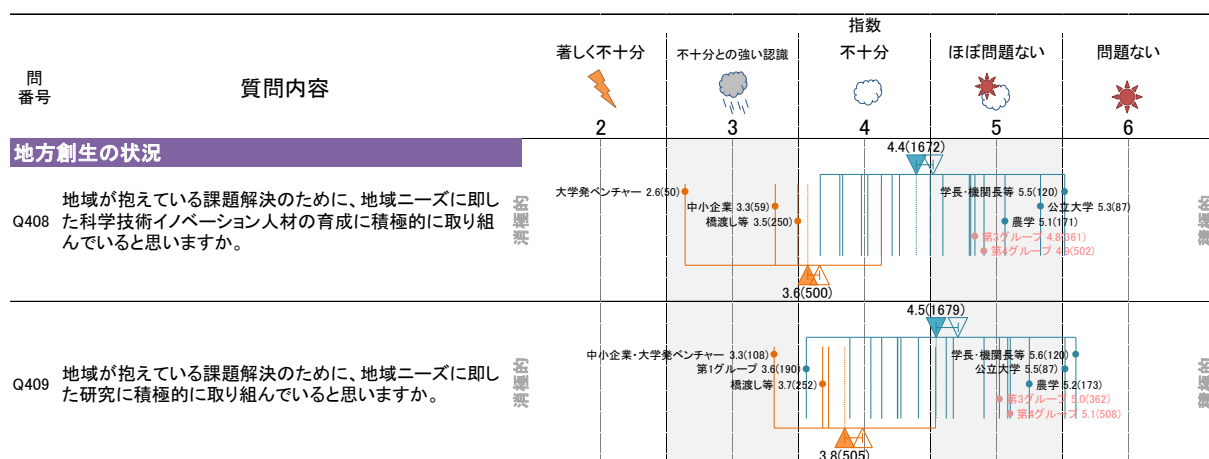 指数
問
番号
質問内容
著しく不十分
不十分との強い認識
不十分
ほぼ問題ない
問題ない
2
3
4
5
6
地方創生の状況
Q408
地域が抱えている課題解決のために、地域ニーズに即し
た科学技術イノベーション人材の育成に積極的に取り組
んでいると思いますか。
消極的
積極的
4.4(1672)
大学発ベンチャー 2.6(50)
中小企業 3.3(59)
橋渡し等 3.5(250)
学長・機関長等 5.5(120)
公立大学 5.3(87)
農学 5.1(171)
第3グループ 4.8(361)
第4グループ 4.9(502)
3.6(500)
Q409
地域が抱えている課題解決のために、地域ニーズに即し
た研究に積極的に取り組んでいると思いますか。
消極的
積極的
4.5(1679)
中小企業・大学発ベンチャー 3.3(108)
第1グループ 3.6(190)
橋渡し等 3.7(252)
学長・機関長等 5.6(120)
公立大学 5.5(87)
農学 5.2(173)
第3グループ 5.0(362)
第4グループ 5.1(508)
3.8(505)